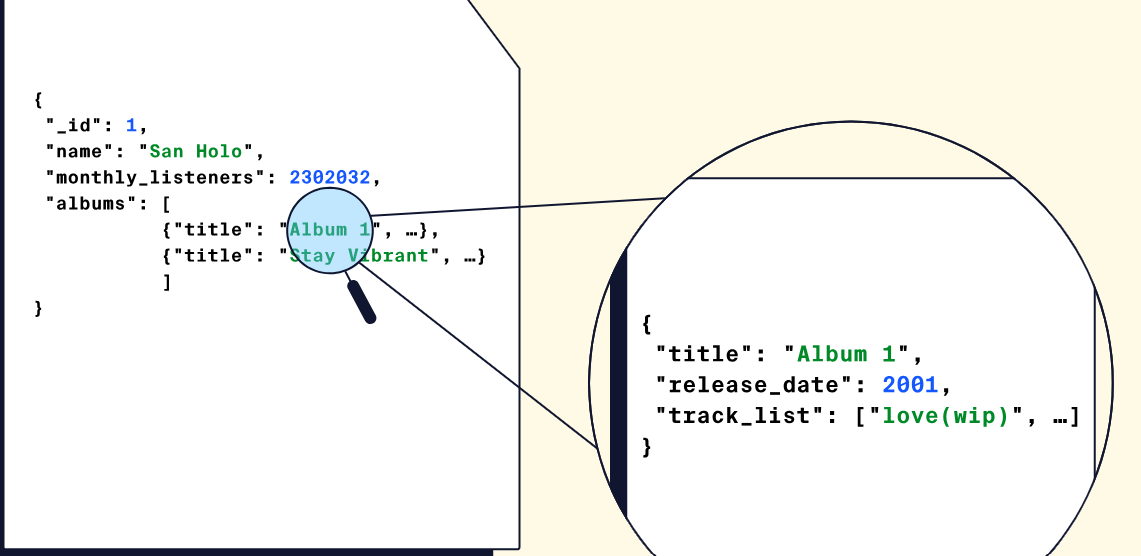 {
"_id": 1,
"name": "San Holo",
"monthly_listeners": 2302032,
"albums": [
{"title": "Album 1", …},
{"title": "Stay Vibrant", …}
]
}
{
"title": "Album 1",
"release_date": 2001,
"track_list": ["love(wip)", …]
}